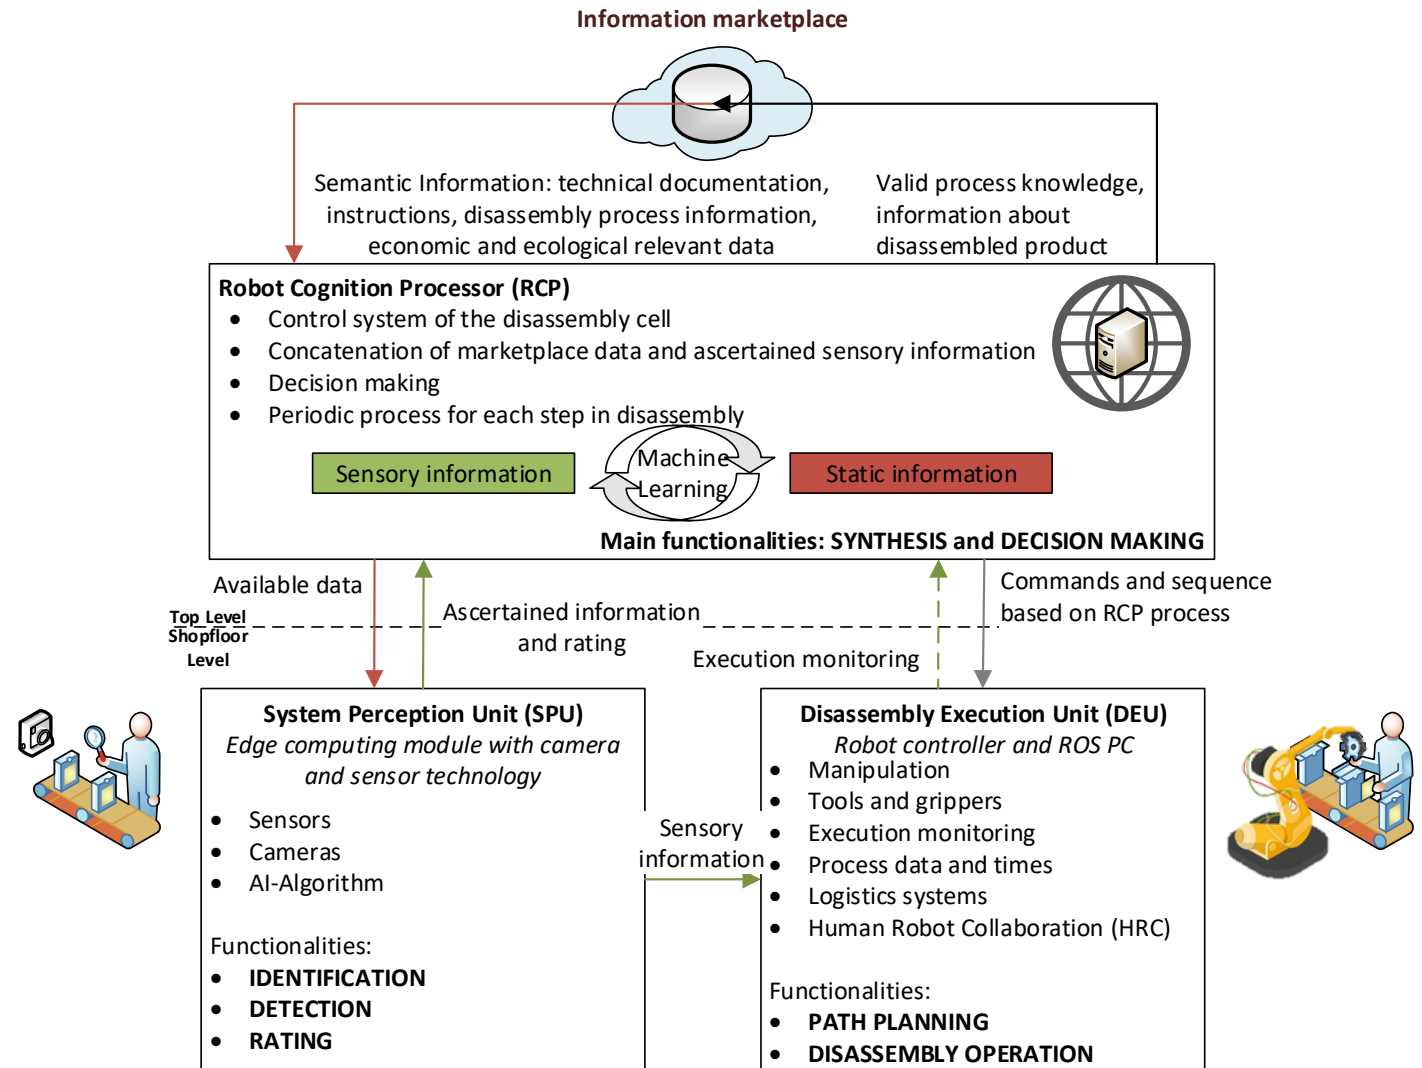 Information marketplace
Semantic Information: technical documentation,
instructions, disassembly process information,
economic and ecological relevant data
Valid process knowledge,
information about
disassembled product
Robot Cognition Processor (RCP)
• Control system of the disassembly cell
• Concatenation of marketplace data and ascertained sensory information
• Decision making
• Periodic process for each step in disassembly
Sensory information
Machine
Learning
Static information
Main functionalities: SYNTHESIS and DECISION MAKING
Available data
Ascertained information
and rating
Commands and sequence
based on RCP process
Top Level
Shopfloor
Level
Execution monitoring
System Perception Unit (SPU)
Edge computing module with camera
and sensor technology
• Sensors
• Cameras
• AI-Algorithm
Functionalities:
• IDENTIFICATION
• DETECTION
• RATING
Sensory
information
Disassembly Execution Unit (DEU)
Robot controller and ROS PC
• Manipulation
• Tools and grippers
• Execution monitoring
• Process data and times
• Logistics systems
• Human Robot Collaboration (HRC)
Functionalities:
• PATH PLANNING
• DISASSEMBLY OPERATION